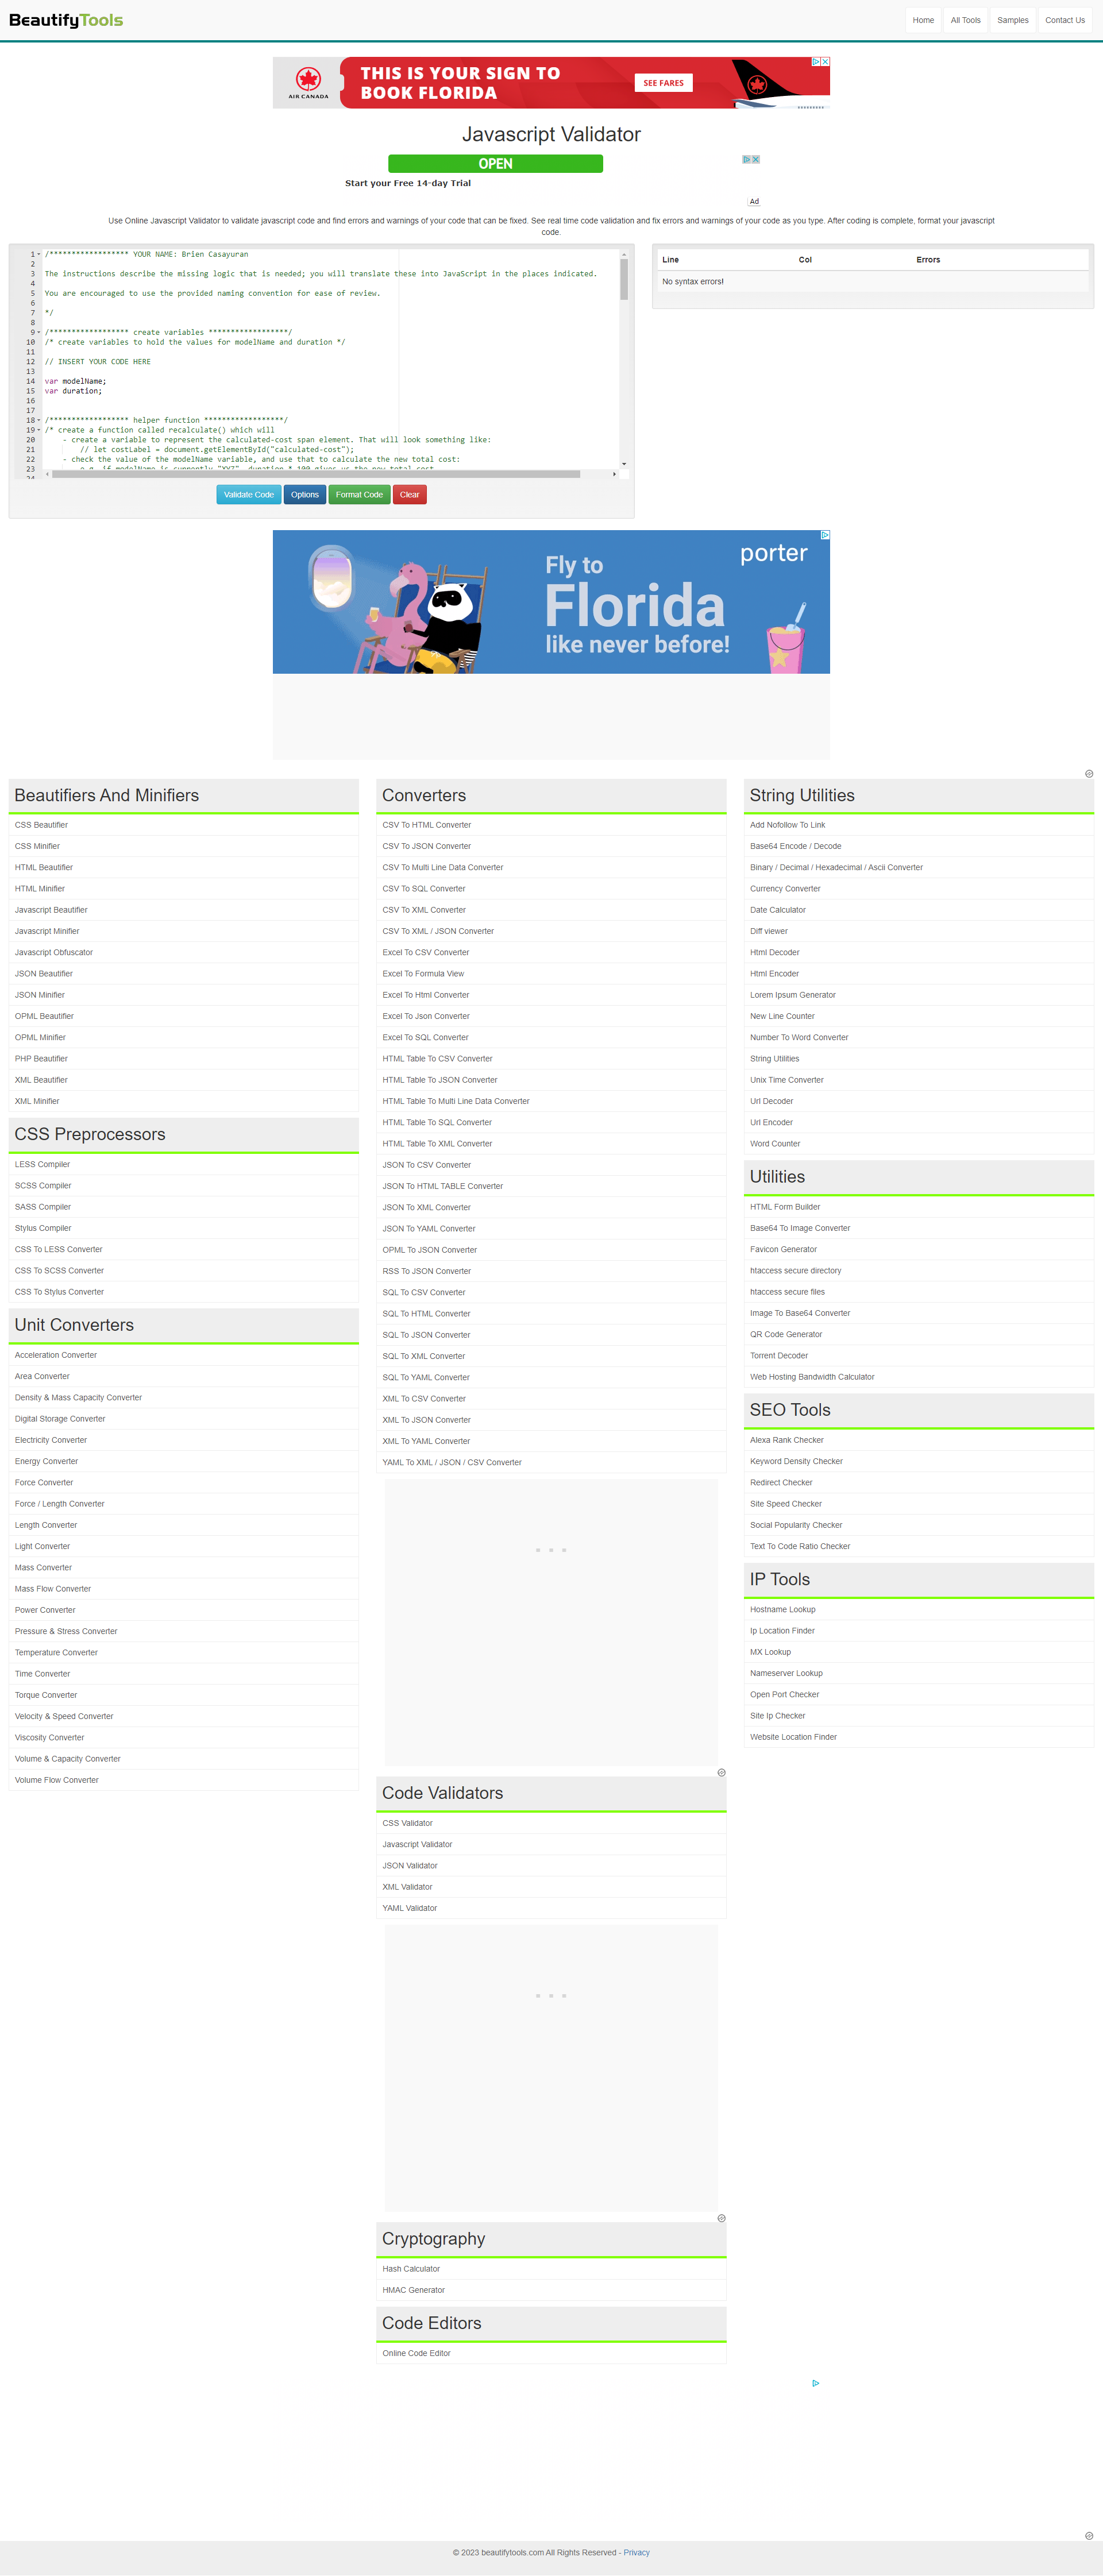 BeautifyTools
Home
All Tools
Samples
Contact Us
AIR CANADA
THIS IS YOUR SIGN TO
BOOK FLORIDA
SEE FARES
Javascript Validator
OPEN
Start your Free 14-day Trial
Ad
Use Online Javascript Validator to validate javascript code and find errors and warnings of your code that can be fixed. See real time code validation and fix errors and warnings of your code as you type. After coding is complete, format your javascript
code.
1 /****************** YOUR NAME: Brien Casayuran
2
3 The instructions describe the missing logic that is needed; you will translate these into JavaScript in the places indicated.
4
5 You are encouraged to use the provided naming convention for ease of review.
6
7 */
8
9 /****************** create variables ******************/
10 /* create variables to hold the values for modelName and duration */
11
12 // INSERT YOUR CODE HERE
13
14 var modelName;
15 var duration;
16
17
18 /****************** helper function ******************/
19 /* create a function called recalculate() which will
20 - create a variable to represent the calculated-cost span element. That will look something like:
21 // let costLabel = document.getElementById("calculated-cost");
22 - check the value of the modelName variable, and use that to calculate the new total cost:
23 e.g. if modelName is currently "XYZ", duration * 100 gives us the new total cost.
24
Line Col Errors
No syntax errors!
Validate Code
Options
Format Code
Clear
Fly to
Florida
like never before!
porter
Beautifiers And Minifiers
CSS Beautifier
CSS Minifier
HTML Beautifier
HTML Minifier
Javascript Beautifier
Javascript Minifier
Javascript Obfuscator
JSON Beautifier
JSON Minifier
OPML Beautifier
OPML Minifier
PHP Beautifier
XML Beautifier
XML Minifier
CSS Preprocessors
LESS Compiler
SCSS Compiler
SASS Compiler
Stylus Compiler
CSS To LESS Converter
CSS To SCSS Converter
CSS To Stylus Converter
Unit Converters
Acceleration Converter
Area Converter
Density & Mass Capacity Converter
Digital Storage Converter
Electricity Converter
Energy Converter
Force Converter
Force / Length Converter
Length Converter
Light Converter
Mass Converter
Mass Flow Converter
Power Converter
Pressure & Stress Converter
Temperature Converter
Time Converter
Torque Converter
Velocity & Speed Converter
Viscosity Converter
Volume & Capacity Converter
Volume Flow Converter
Converters
CSV To HTML Converter
CSV To JSON Converter
CSV To Multi Line Data Converter
CSV To SQL Converter
CSV To XML Converter
CSV To XML / JSON Converter
Excel To CSV Converter
Excel To Formula View
Excel To Html Converter
Excel To Json Converter
Excel To SQL Converter
HTML Table To CSV Converter
HTML Table To JSON Converter
HTML Table To Multi Line Data Converter
HTML Table To SQL Converter
HTML Table To XML Converter
JSON To CSV Converter
JSON To HTML TABLE Converter
JSON To XML Converter
JSON To YAML Converter
OPML To JSON Converter
RSS To JSON Converter
SQL To CSV Converter
SQL To HTML Converter
SQL To JSON Converter
SQL To XML Converter
SQL To YAML Converter
XML To CSV Converter
XML To JSON Converter
XML To YAML Converter
YAML To XML / JSON / CSV Converter
Code Validators
CSS Validator
Javascript Validator
JSON Validator
XML Validator
YAML Validator
Cryptography
Hash Calculator
HMAC Generator
Code Editors
Online Code Editor
String Utilities
Add Nofollow To Link
Base64 Encode / Decode
Binary / Decimal / Hexadecimal / Ascii Converter
Currency Converter
Date Calculator
Diff viewer
Html Decoder
Html Encoder
Lorem Ipsum Generator
New Line Counter
Number To Word Converter
String Utilities
Unix Time Converter
Url Decoder
Url Encoder
Word Counter
Utilities
HTML Form Builder
Base64 To Image Converter
Favicon Generator
htaccess secure directory
htaccess secure files
Image To Base64 Converter
QR Code Generator
Torrent Decoder
Web Hosting Bandwidth Calculator
SEO Tools
Alexa Rank Checker
Keyword Density Checker
Redirect Checker
Site Speed Checker
Social Popularity Checker
Text To Code Ratio Checker
IP Tools
Hostname Lookup
Ip Location Finder
MX Lookup
Nameserver Lookup
Open Port Checker
Site Ip Checker
Website Location Finder
© 2023 beautifytools.com All Rights Reserved - Privacy